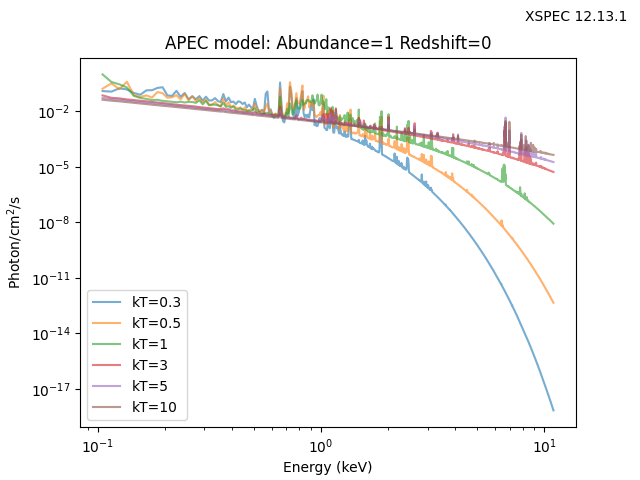 XSPEC 12.13.1
APEC model: Abundance=1 Redshift=0
Photon/cm²/s
10⁻²
10⁻⁵
10⁻⁸
10⁻¹¹
10⁻¹⁴
10⁻¹⁷
kT=0.3
kT=0.5
kT=1
kT=3
kT=5
kT=10
10⁻¹ 10⁰ 10¹
Energy (keV)